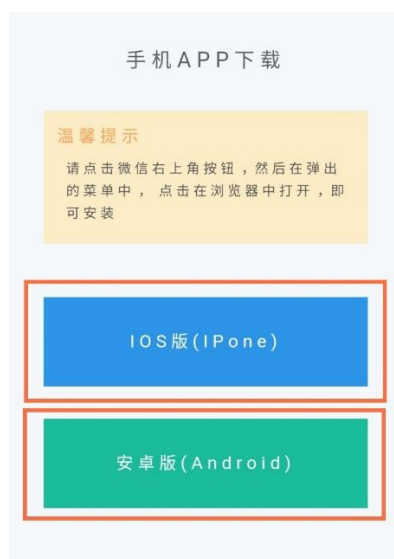 手机APP下载
温馨提示
请点击微信右上角按钮，然后在弹出
的菜单中， 点击在浏览器中打开，即
可安装
IOS版(IPone)
安卓版(Android)